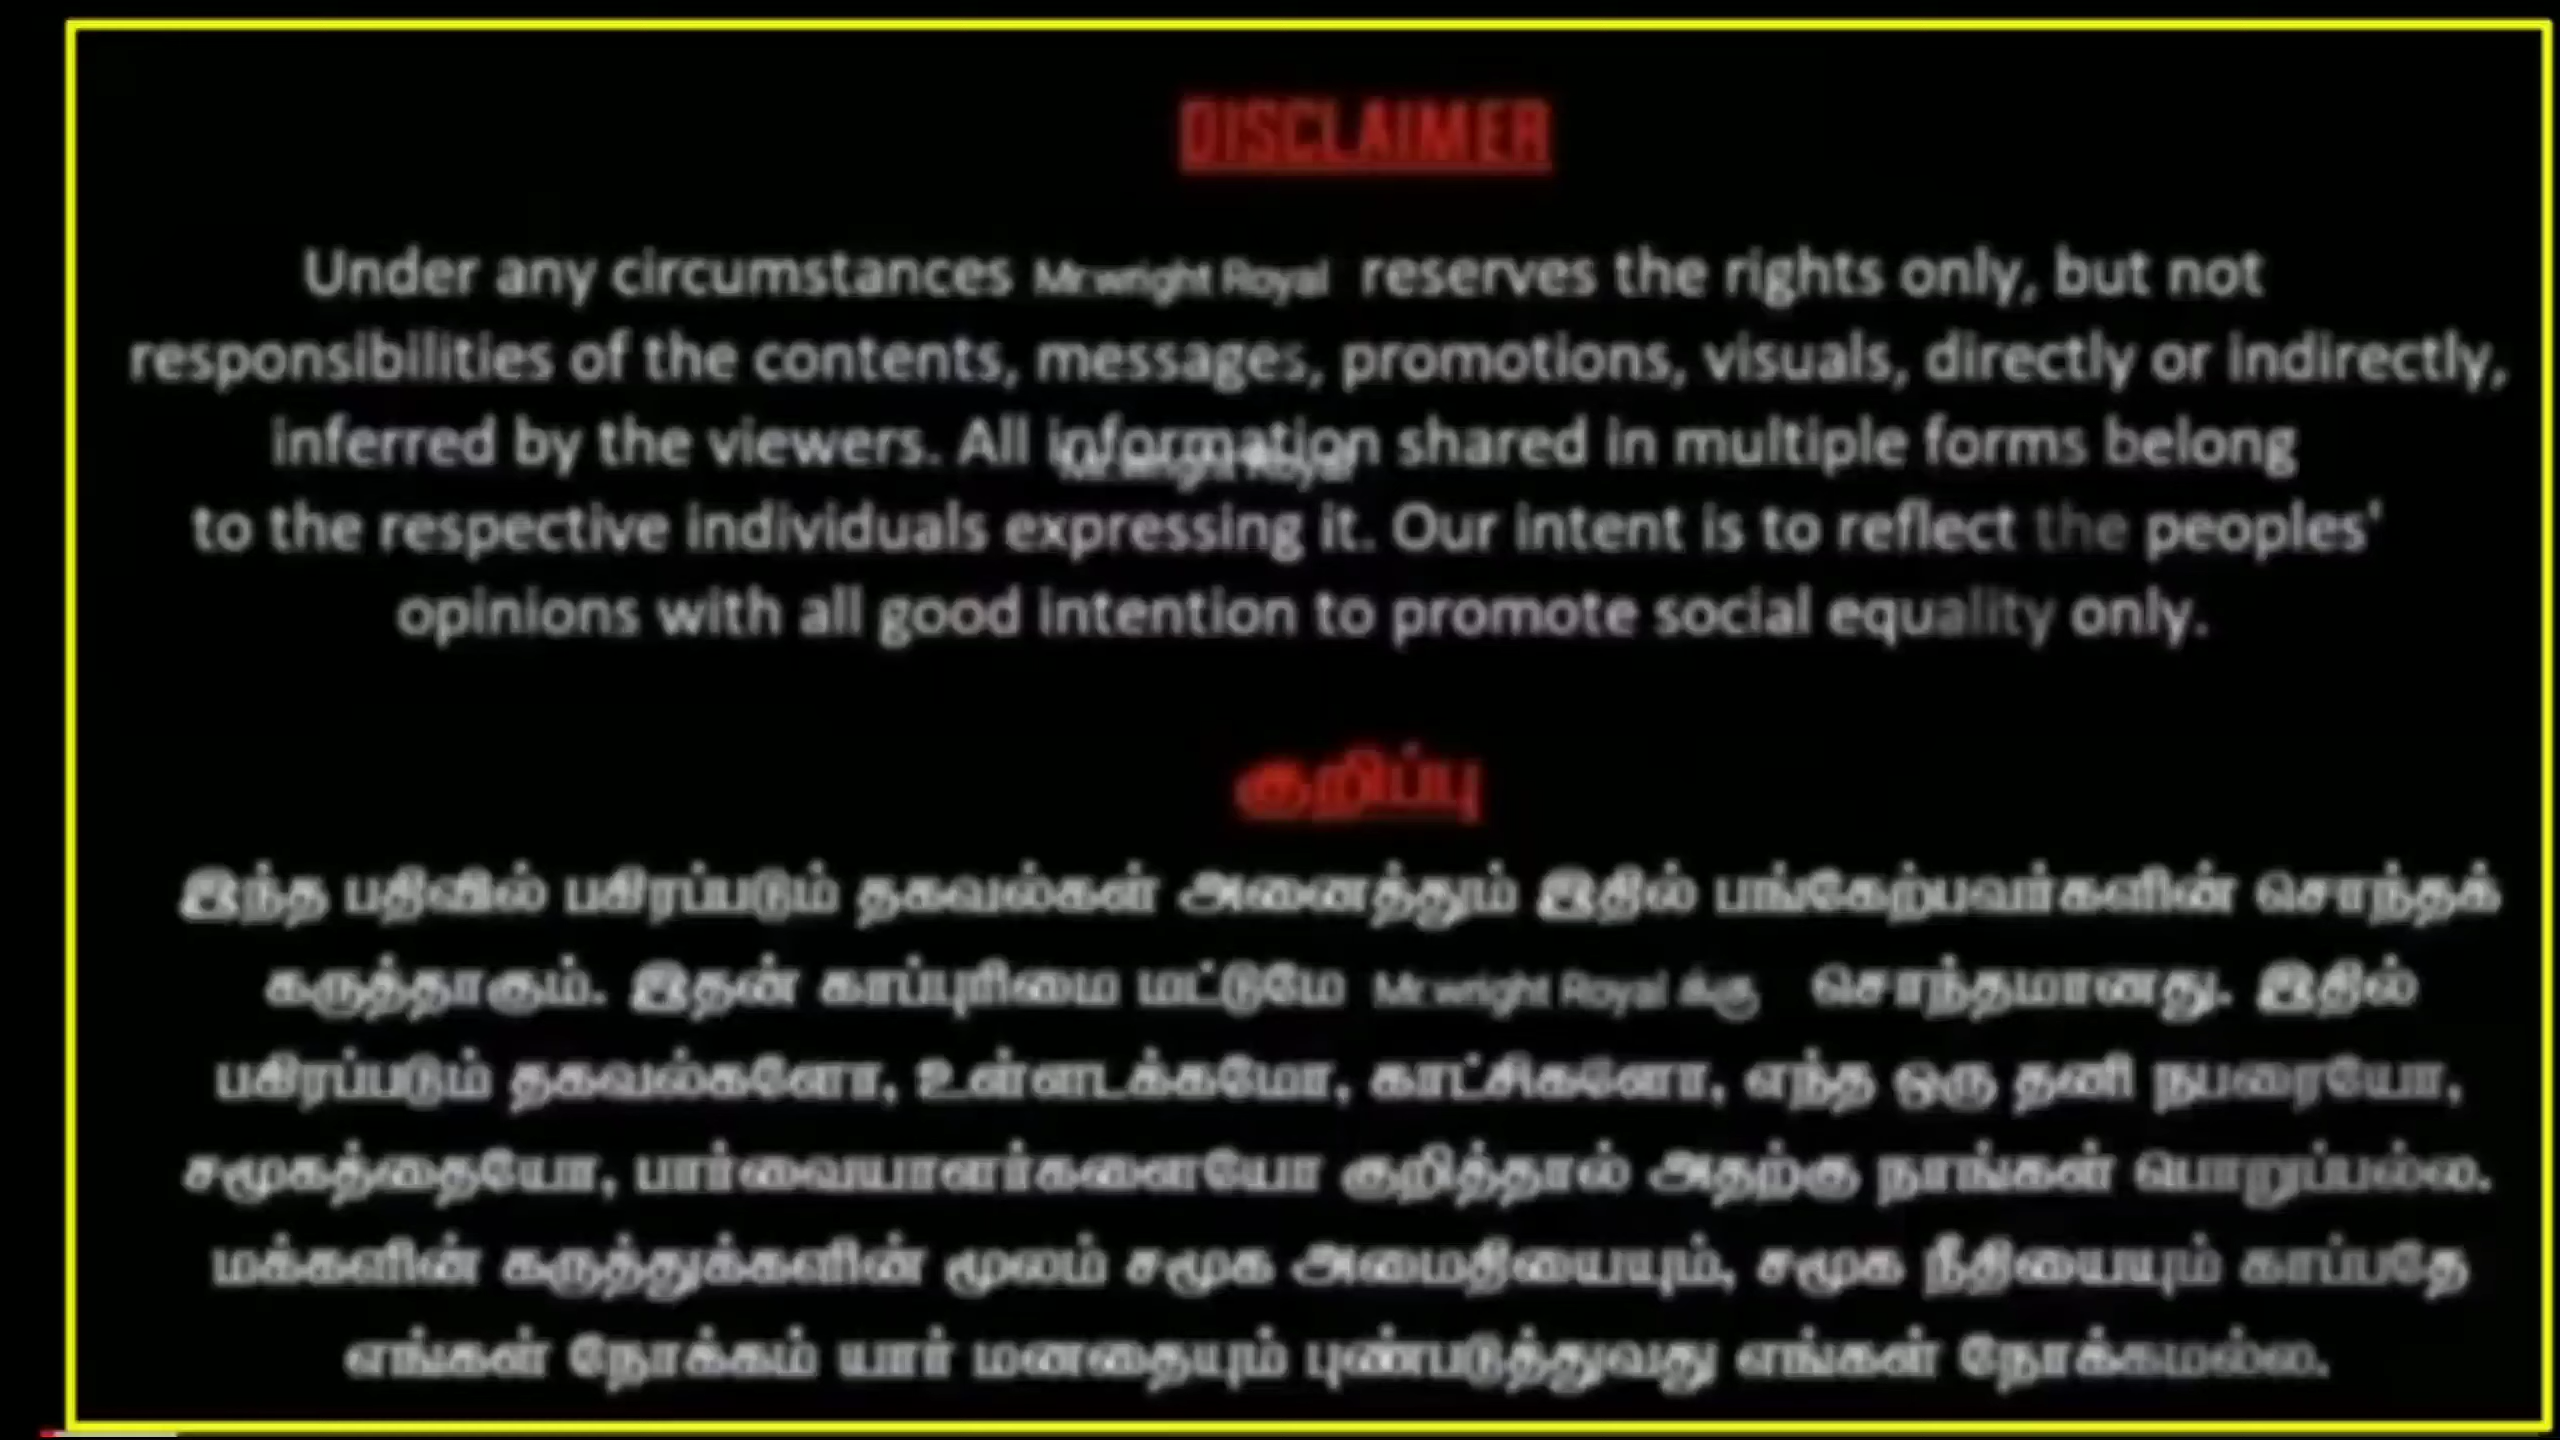 DISCLAIMER
Under any circumstances Mr.wright Royal reserves the rights only, but not
responsibilities of the contents, messages, promotions, visuals, directly or indirectly,
inferred by the viewers. All information shared in multiple forms belong
Mr.wright Royal
to the respective individuals expressing it. Our intent is to reflect the peoples'
opinions with all good intention to promote social equality only.
குறிப்பு
இந்த பதிவில் பகிரப்படும் தகவல்கள் அனைத்தும் இதில் பங்கேற்பவர்களின் சொந்தக்
கருத்தாகும். இதன் காப்புரிமை மட்டுமே Mr.wright Royal க்கு சொந்தமானது. இதில்
பகிரப்படும் தகவல்களோ, உள்ளடக்கமோ, காட்சிகளோ, எந்த ஒரு தனி நபரையோ,
சமூகத்தையோ, பார்வையாளர்களையோ குறித்தால் அதற்கு நாங்கள் பொறுப்பல்ல.
மக்களின் கருத்துக்களின் மூலம் சமூக அமைதியையும், சமூக நீதியையும் காப்பதே
எங்கள் நோக்கம் யார் மனதையும் புண்படுத்துவது எங்கள் நோக்கமல்ல.